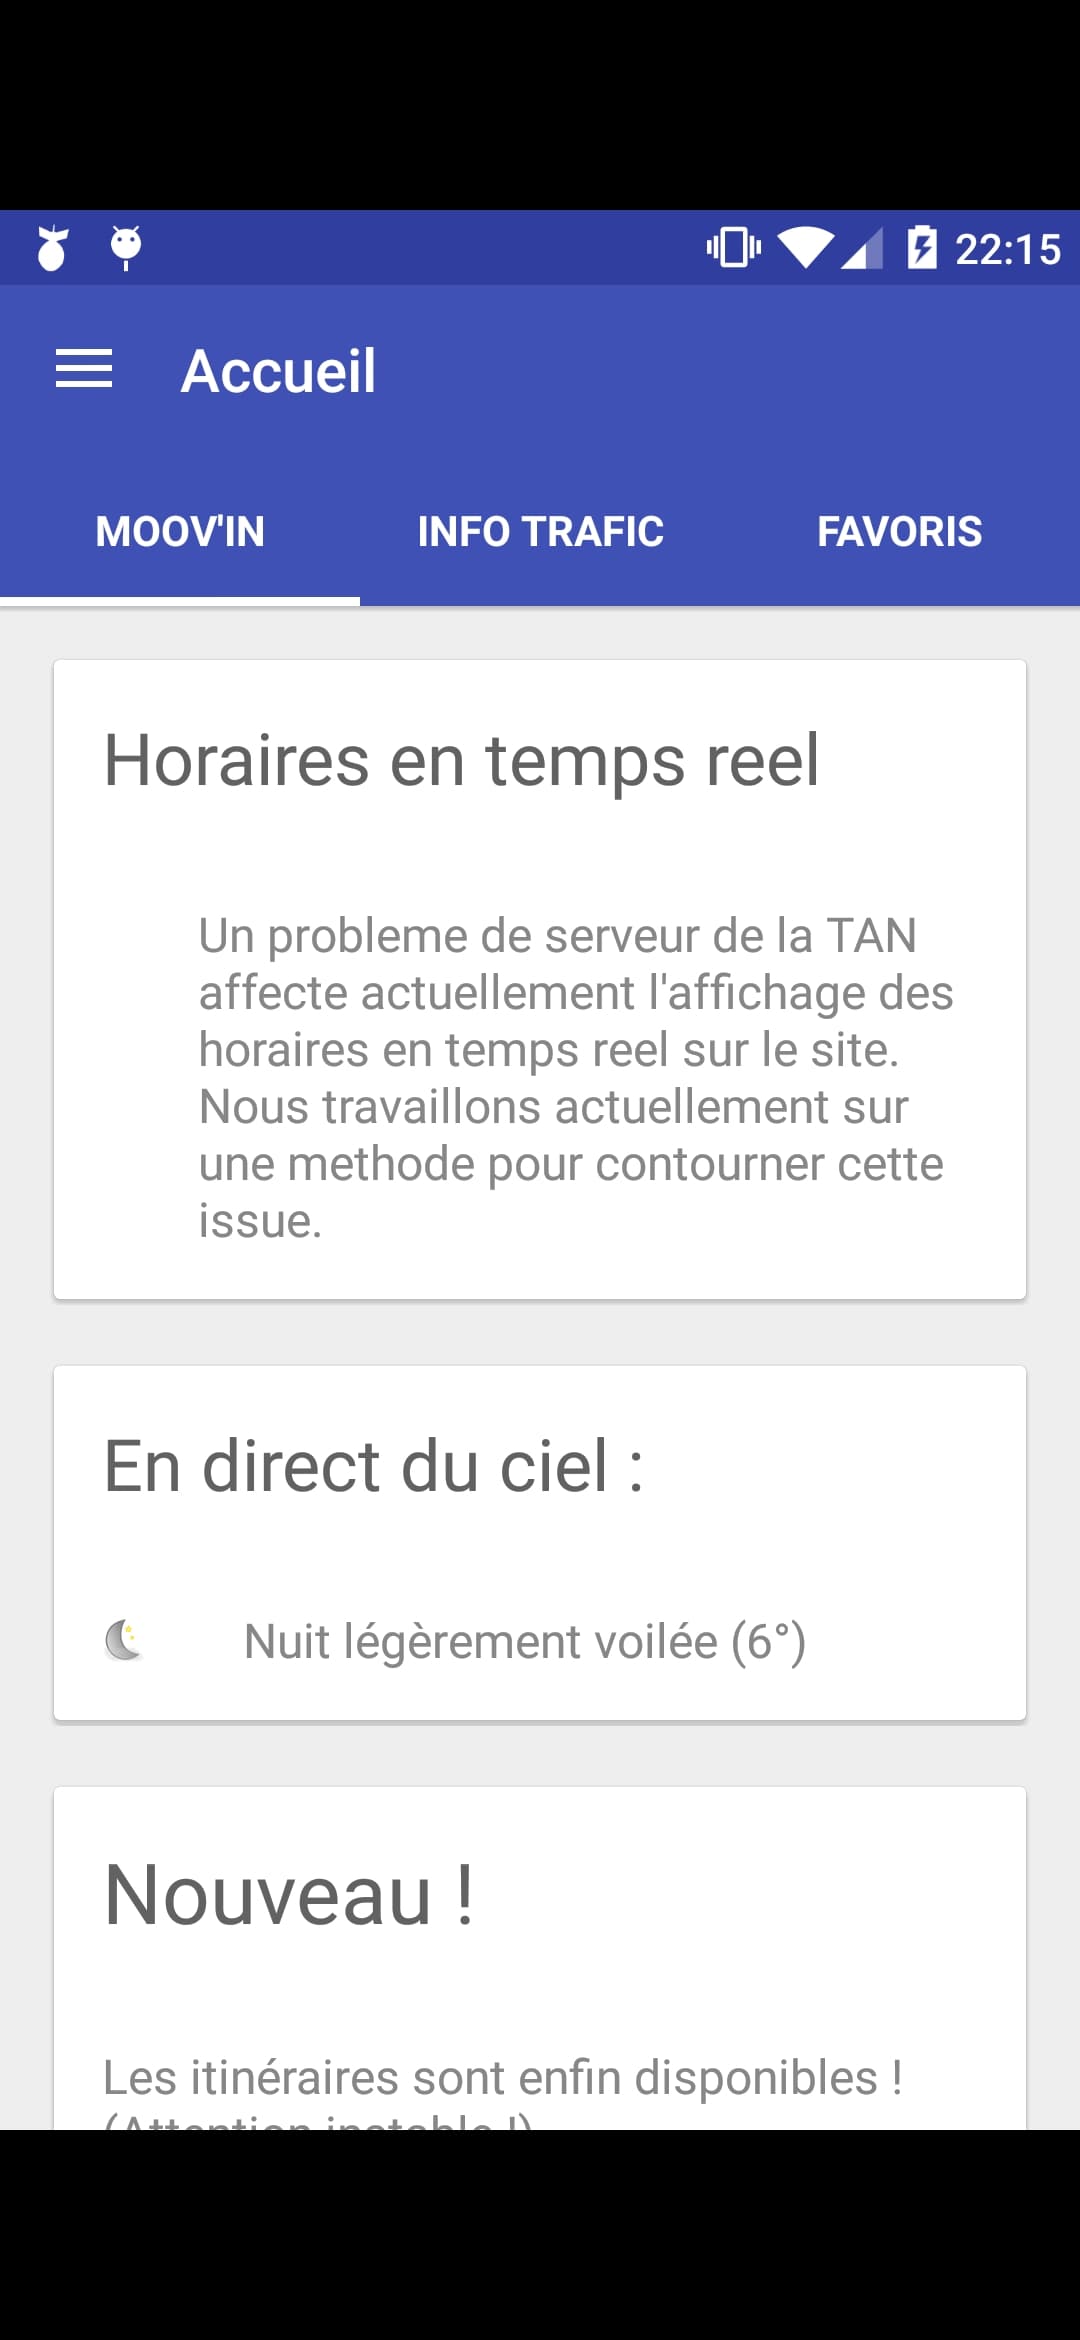 22:15
Accueil
MOOV'IN INFO TRAFIC FAVORIS
Horaires en temps reel
Un probleme de serveur de la TAN
affecte actuellement l'affichage des
horaires en temps reel sur le site.
Nous travaillons actuellement sur
une methode pour contourner cette
issue.
En direct du ciel :
Nuit légèrement voilée (6°)
Nouveau !
Les itinéraires sont enfin disponibles !
(Attention instable !)